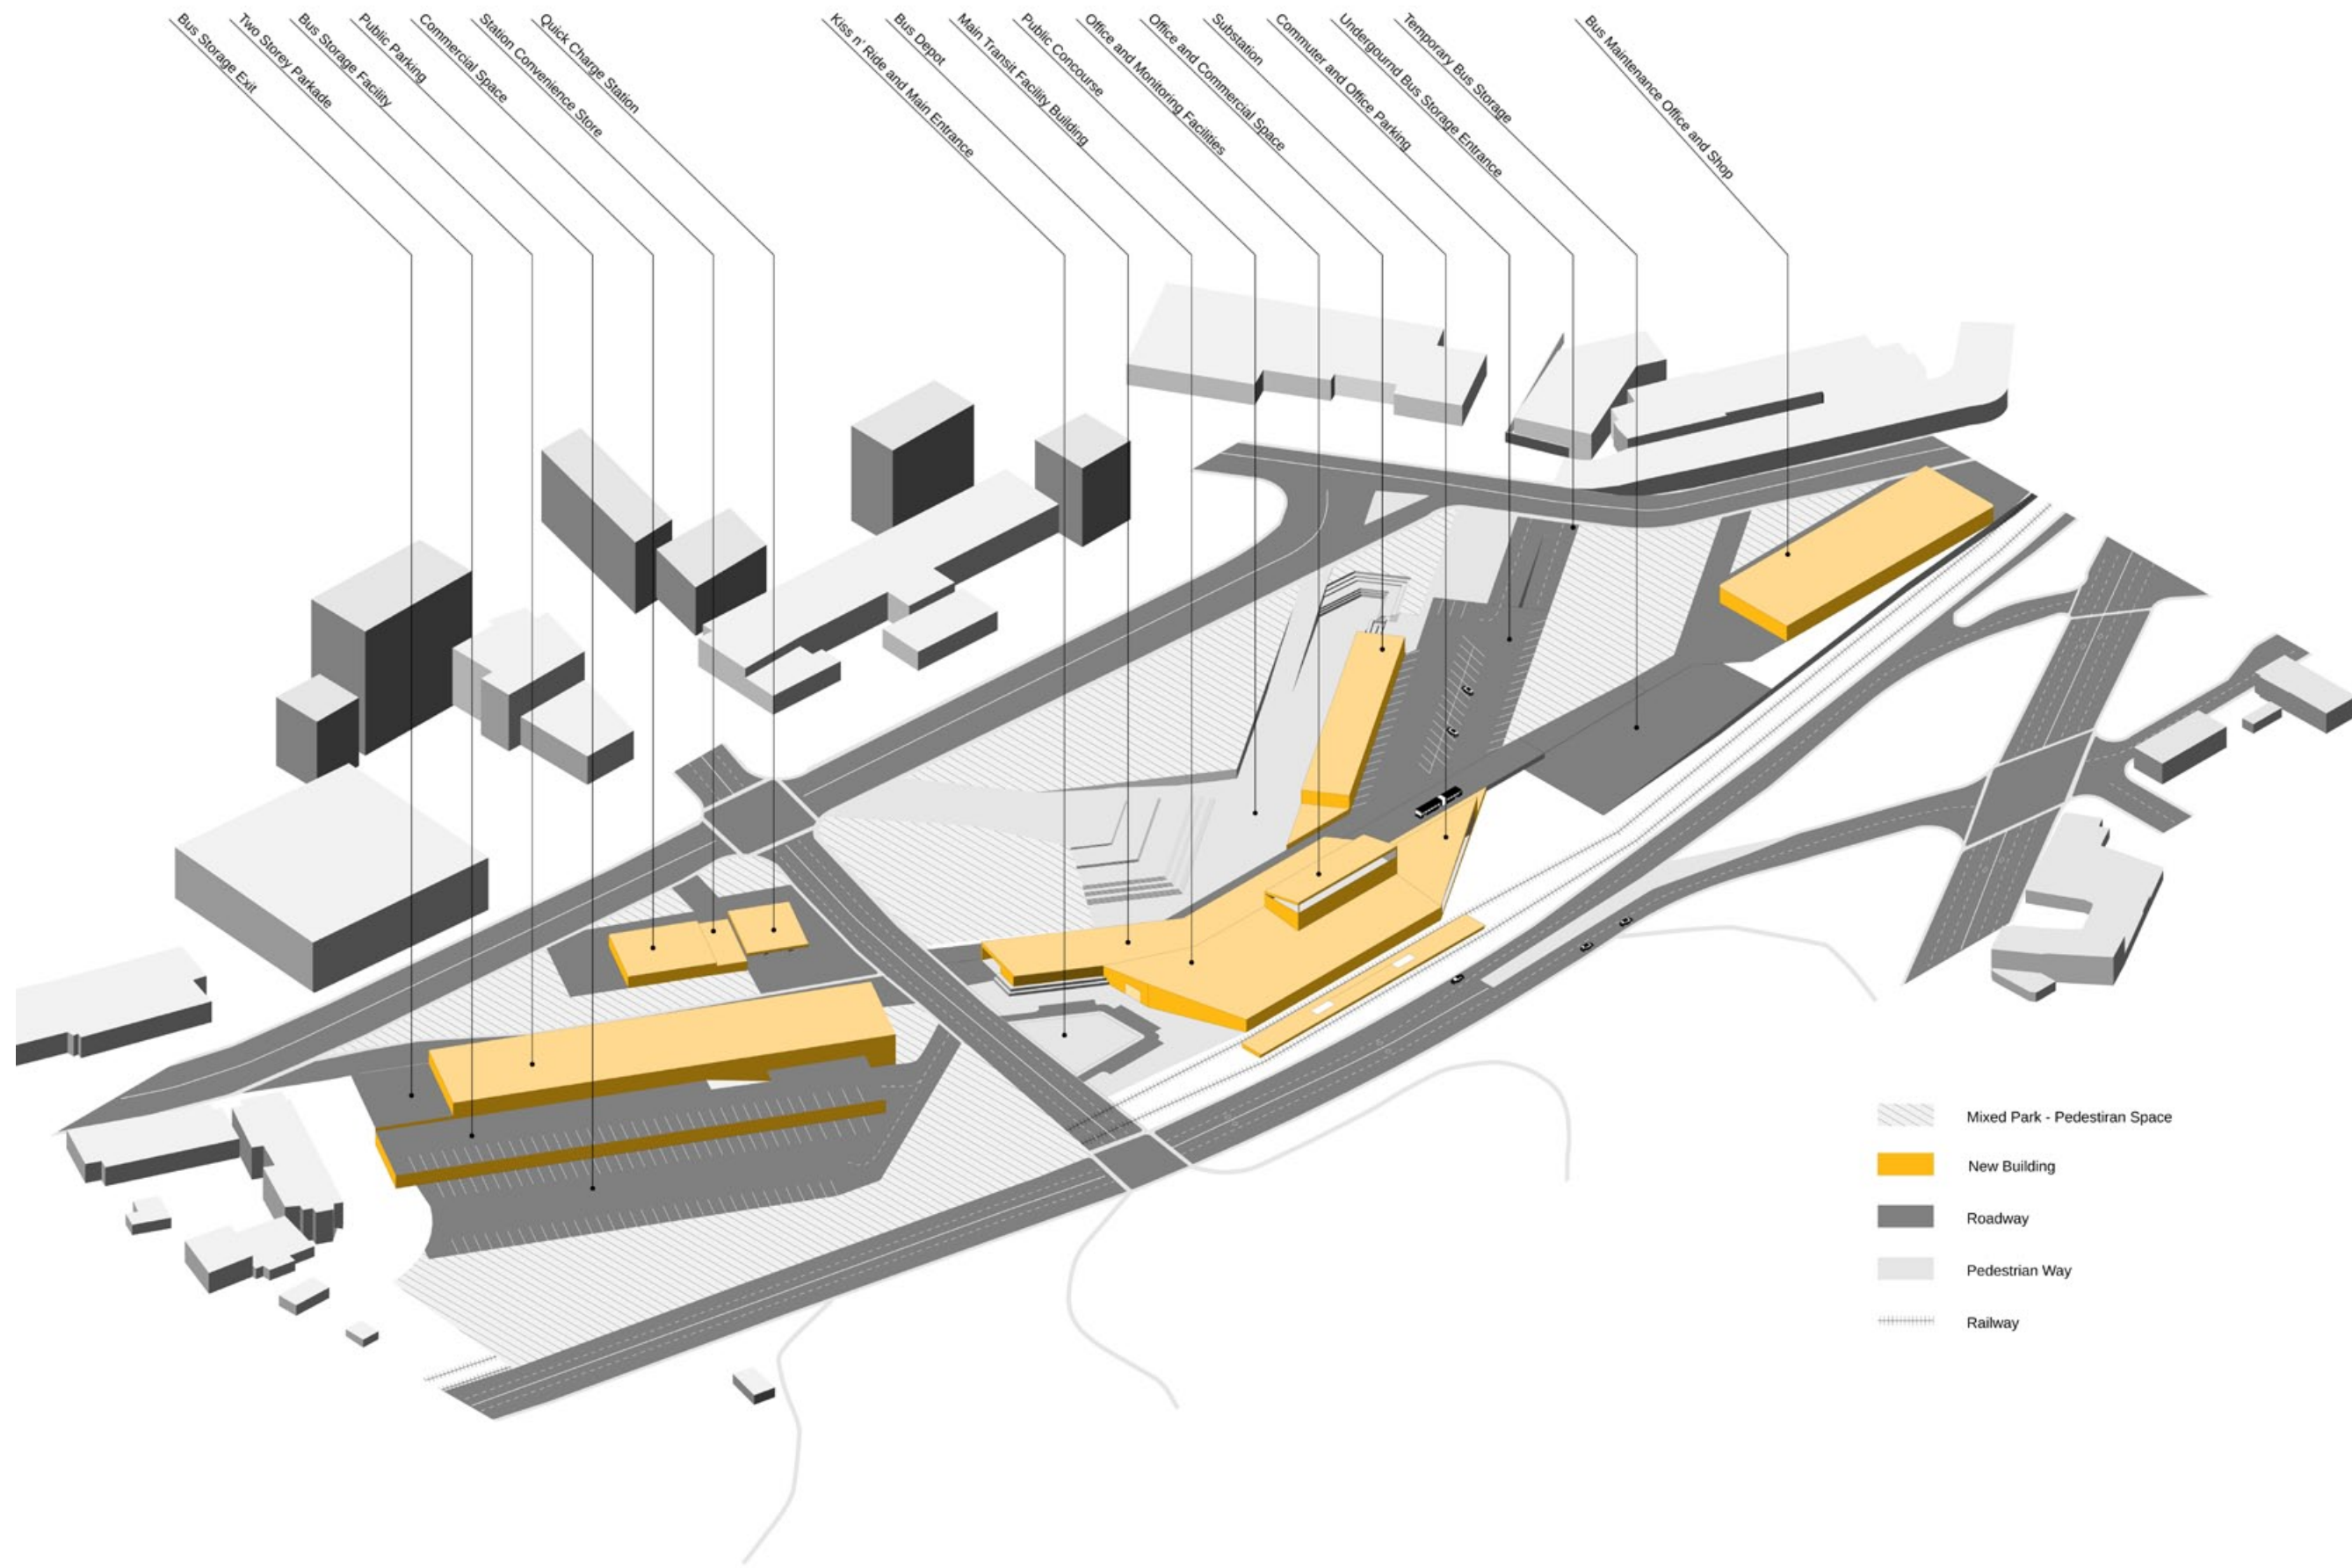 Bus Storage Exit
Two Storey Parkade
Bus Storage Facility
Public Parking
Commercial Space
Station Convenience Store
Quick Charge Station
Kiss n' Ride and Main Entrance
Bus Depot
Main Transit Facility Building
Public Concourse
Office and Monitoring Facilities
Office and Commercial Space
Substation
Commuter and Office Parking
Undergournd Bus Storage Entrance
Temporary Bus Storage
Bus Maintenance Office and Shop
Mixed Park - Pedestiran Space
New Building
Roadway
Pedestrian Way
Railway